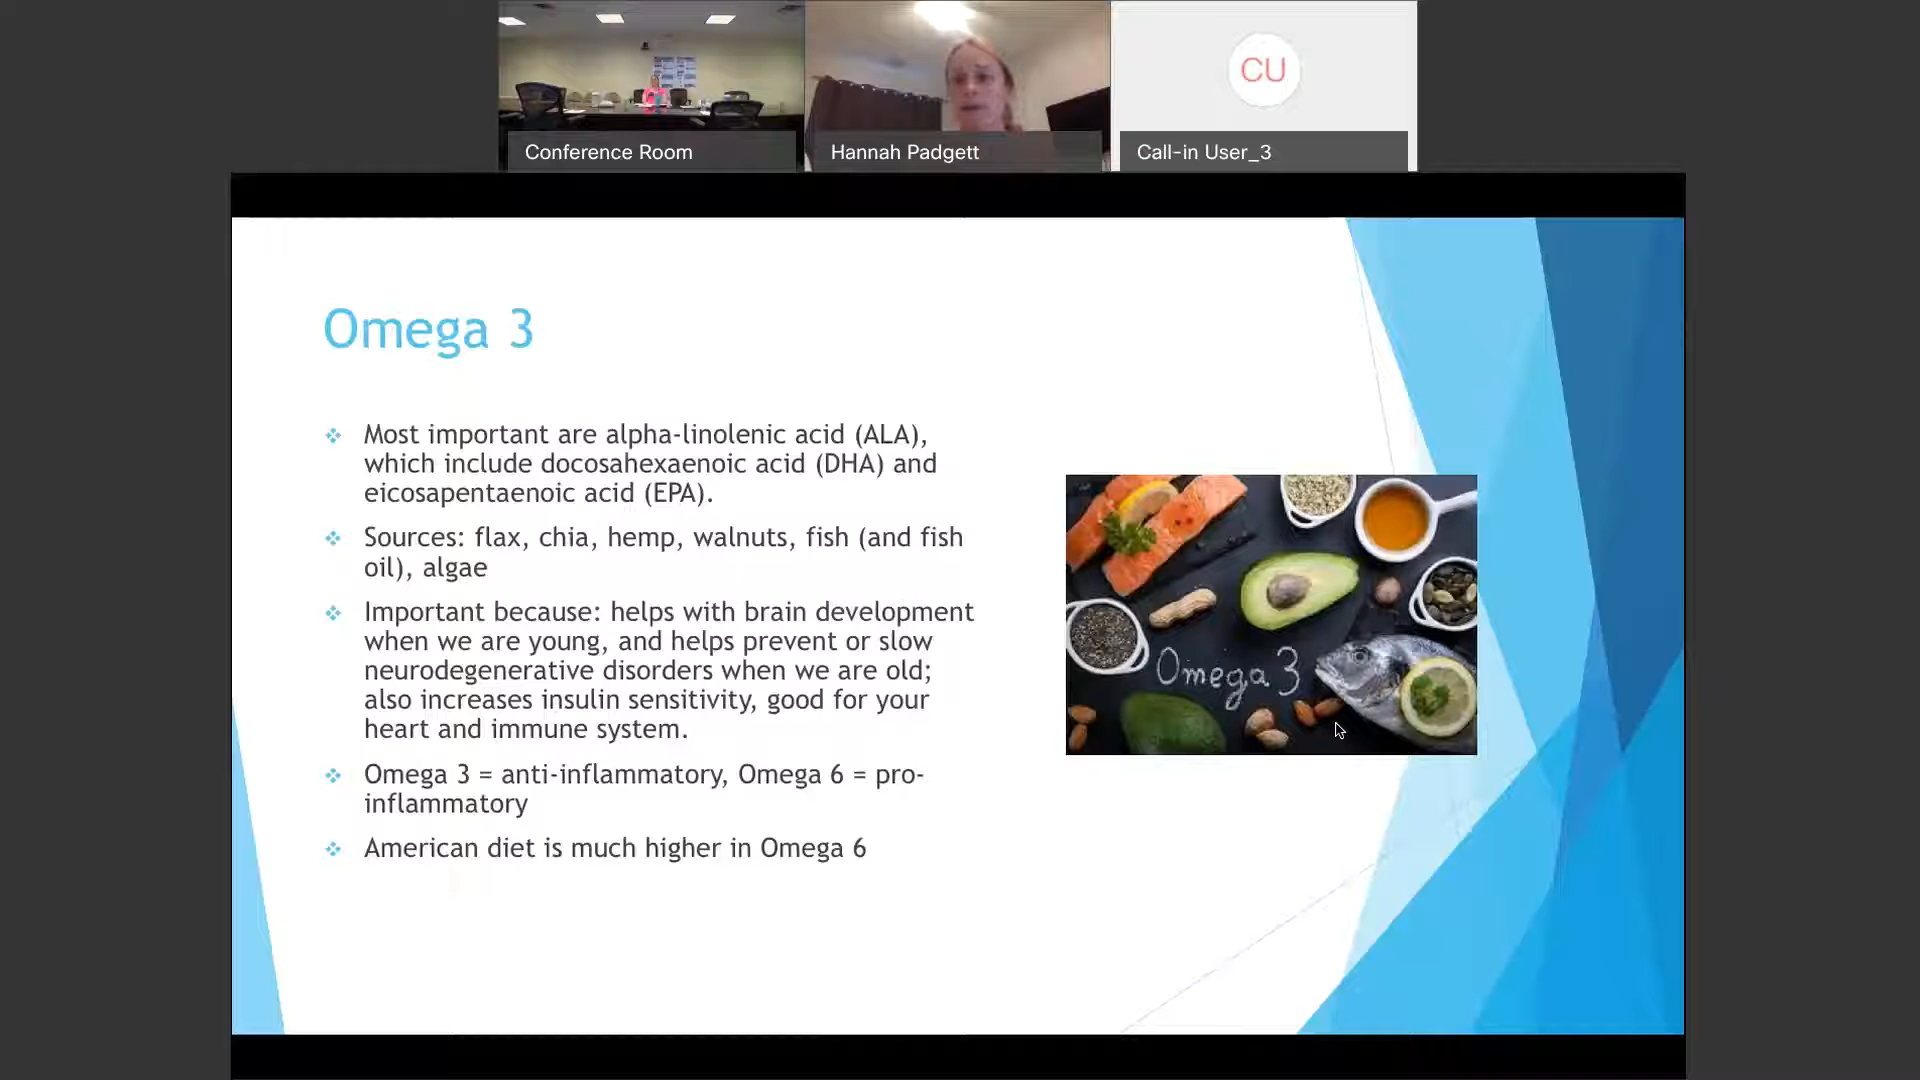 CU
Conference Room
Hannah Padgett
Call-in User_3
Omega 3
Most important are alpha-linolenic acid (ALA),
which include docosahexaenoic acid (DHA) and
eicosapentaenoic acid (EPA).
Sources: flax, chia, hemp, walnuts, fish (and fish
oil), algae
Important because: helps with brain development
when we are young, and helps prevent or slow
neurodegenerative disorders when we are old;
also increases insulin sensitivity, good for your
heart and immune system.
Omega 3 = anti-inflammatory, Omega 6 = pro-
inflammatory
American diet is much higher in Omega 6
Omega 3